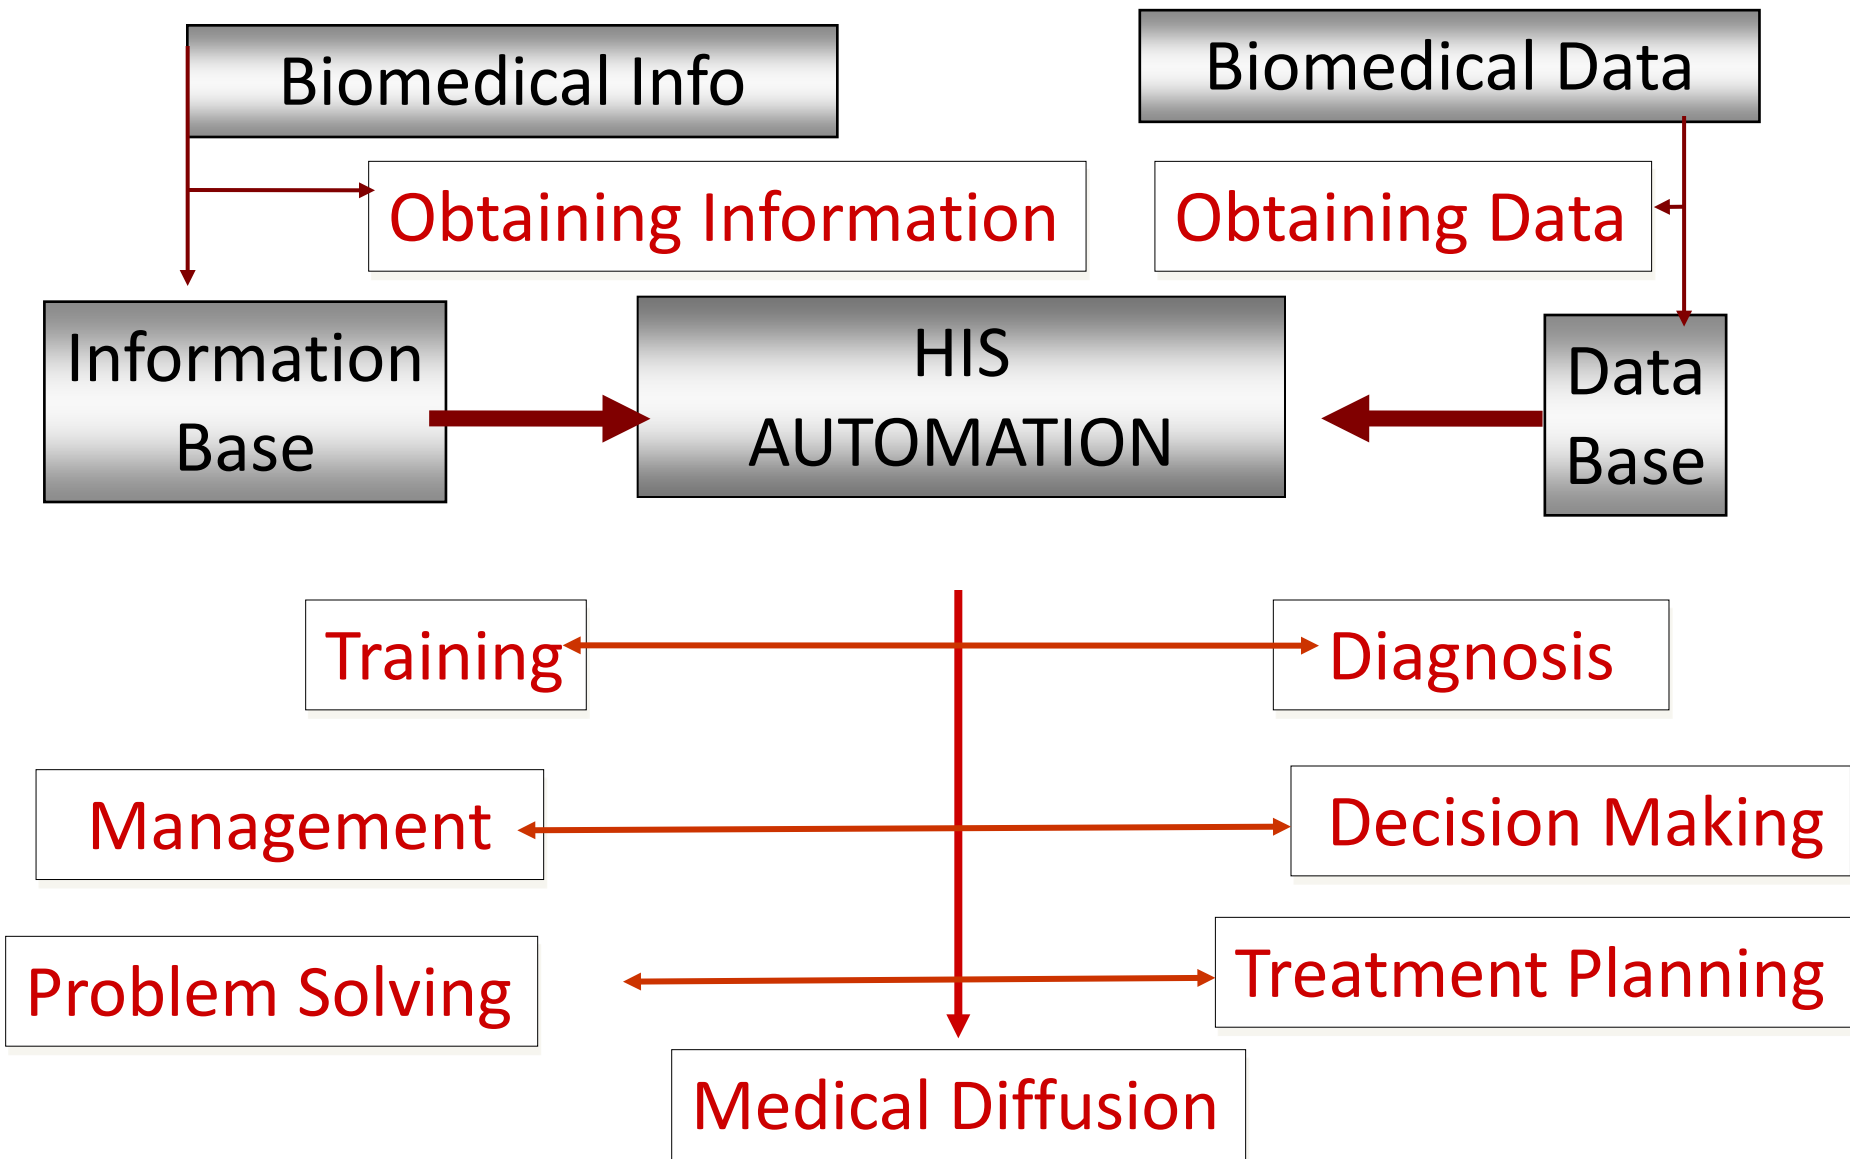 Biomedical Info
Biomedical Data
Obtaining Information
Obtaining Data
Information
Base
HIS
AUTOMATION
Data
Base
Training
Diagnosis
Management
Decision Making
Problem Solving
Treatment Planning
Medical Diffusion